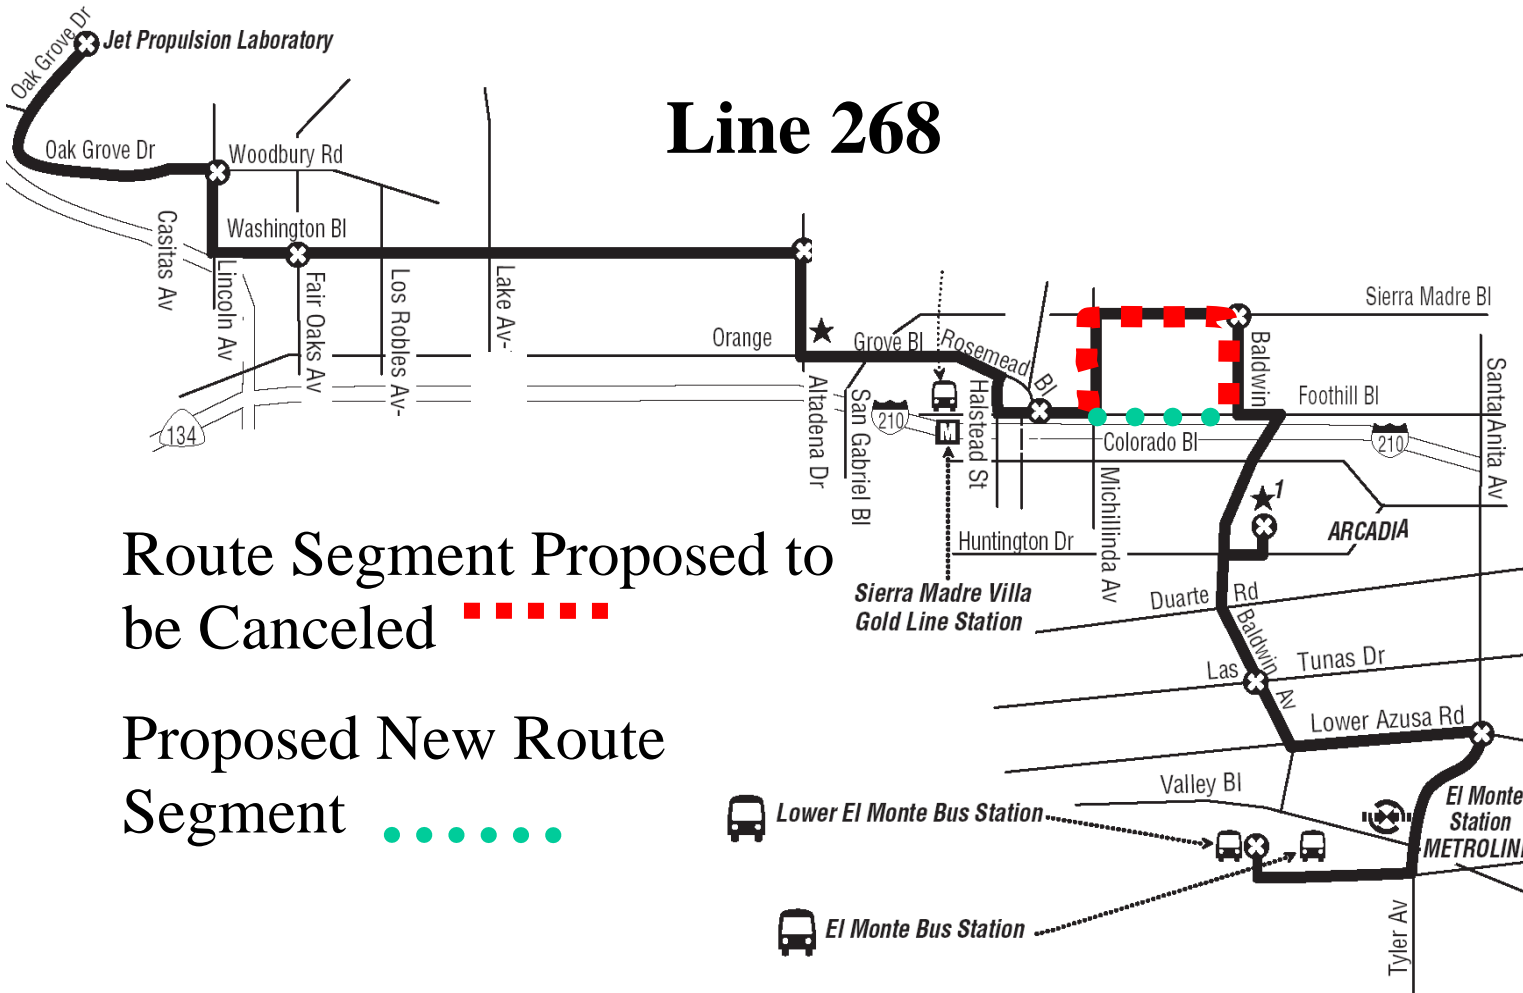 Oak Grove Dr
Jet Propulsion Laboratory
Line 268
Oak Grove Dr
Woodbury Rd
Casitas Av
Washington Bl
Lincoln Av
Fair Oaks Av
Los Robles Av-
Lake Av-
Sierra Madre Bl
Orange
Grove Bl
Rosemead Bl
Baldwin
Foothill Bl
Santa Anita Av
Altadena Dr
San Gabriel Bl
Halstead St
210
134
M
Colorado Bl
210
Michillinda Av
1
ARCADIA
Huntington Dr
Sierra Madre Villa
Gold Line Station
Duarte Rd
Baldwin Av
Las Tunas Dr
Lower Azusa Rd
Route Segment Proposed to
be Canceled
Proposed New Route
Segment
Valley Bl
El Monte
Station
METROLIN
Lower El Monte Bus Station
El Monte Bus Station
Tyler Av